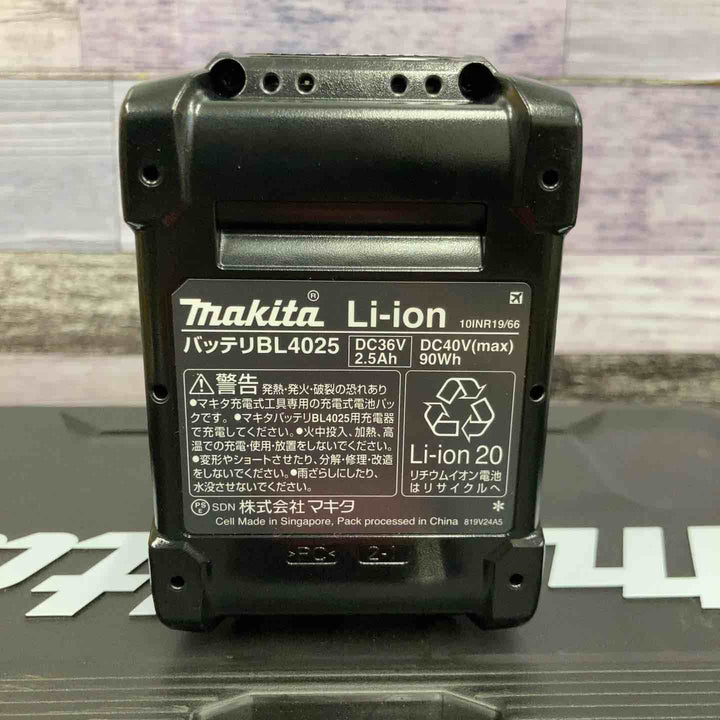 makita® Li-ion 10INR19/66
バッテリBL4025 DC36V 2.5Ah DC40V(max) 90Wh
⚠警告 発熱・発火・破裂の恐れあり
●マキタ充電式工具専用の充電式電池パッ
クです。●マキタバッテリBL4025用充電器
で充電してください。●火中投入、加熱、高
温での充電・使用・放置をしないでください。
●変形やショートさせたり、分解・修理・改造
をしないでください。●雨ざらしにしたり、
水没させないでください。
Li-ion 20
リチウムイオン電池
はリサイクルへ
PSE SDN 株式会社マキタ *
Cell Made in Singapore, Pack processed in China 819V24A5
>PC< 2-1